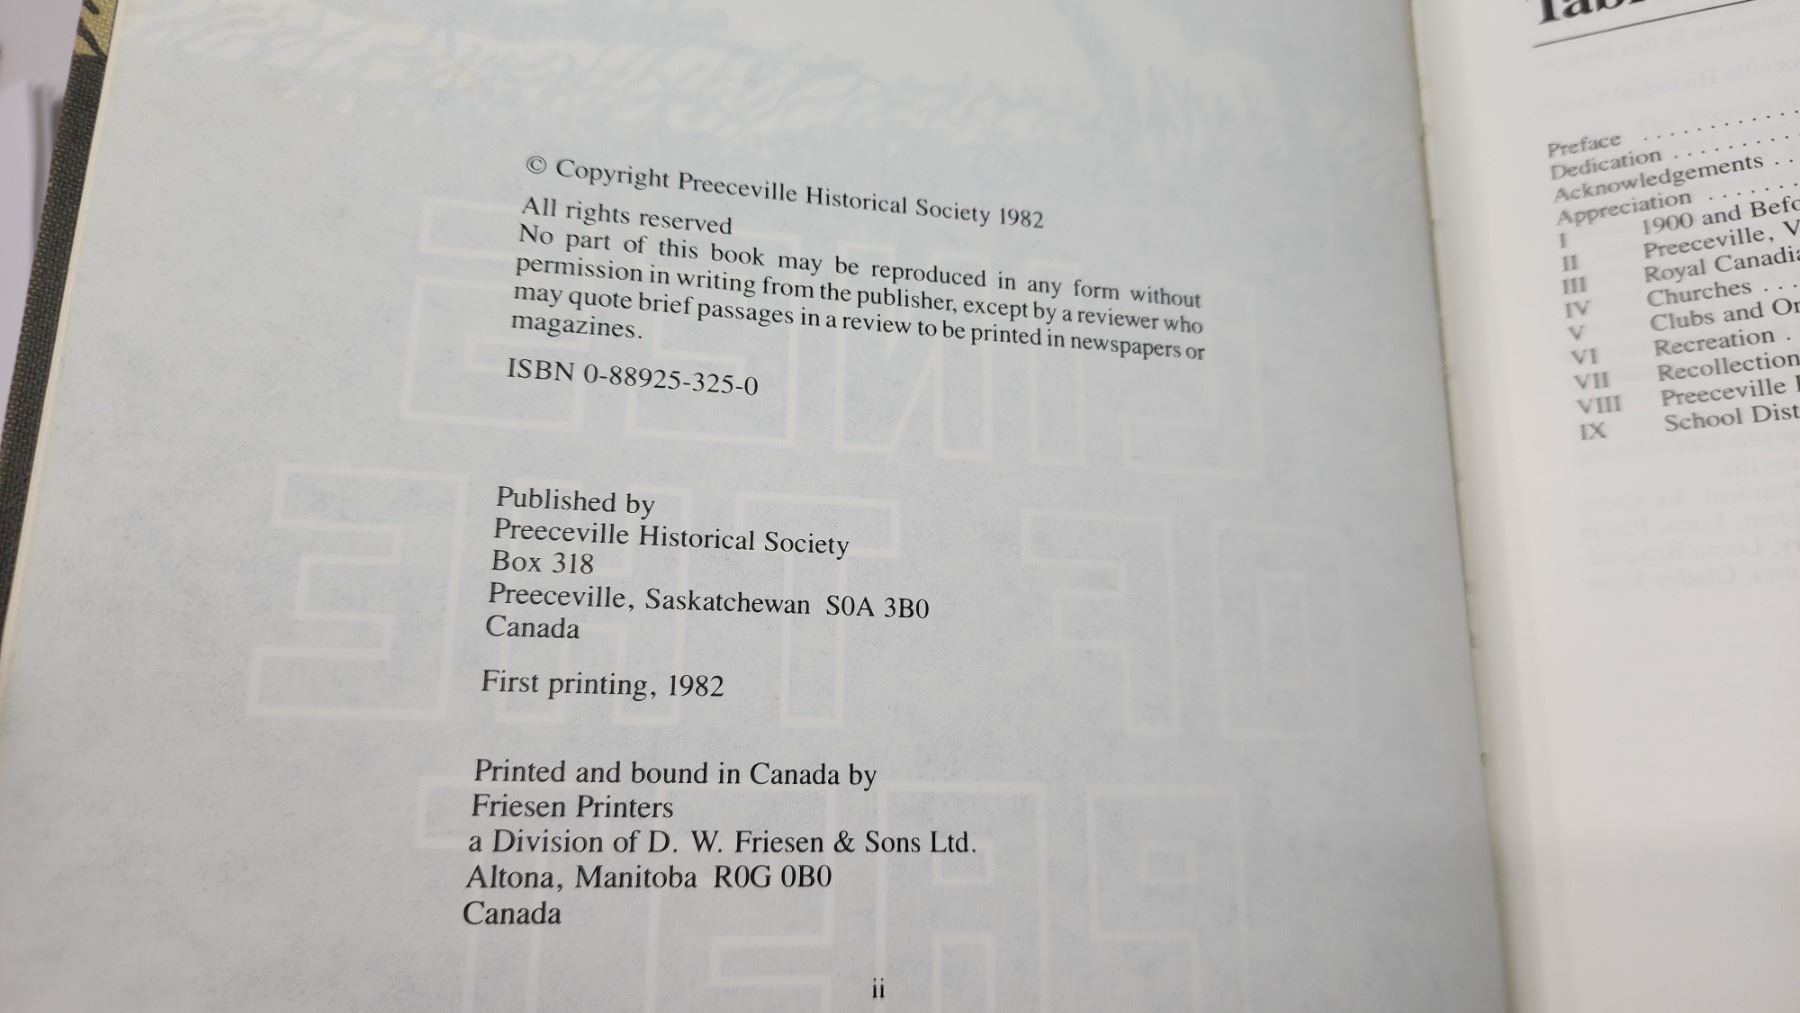 © Copyright Preeceville Historical Society 1982
All rights reserved
No part of this book may be reproduced in any form without
permission in writing from the publisher, except by a reviewer who
may quote brief passages in a review to be printed in newspapers or
magazines.
ISBN 0-88925-325-0
Published by
Preeceville Historical Society
Box 318
Preeceville, Saskatchewan S0A 3B0
Canada
First printing, 1982
Printed and bound in Canada by
Friesen Printers
a Division of D. W. Friesen & Sons Ltd.
Altona, Manitoba R0G 0B0
Canada
ii
Preface . . . . . . . . . . .
Dedication . . . . . . . . .
Acknowledgements . .
Appreciation . . . . . .
I 1900 and
II Preeceville,
III Royal
IV Churches . . .
V Clubs and
VI Recreation .
VII
VIII Preeceville
IX School